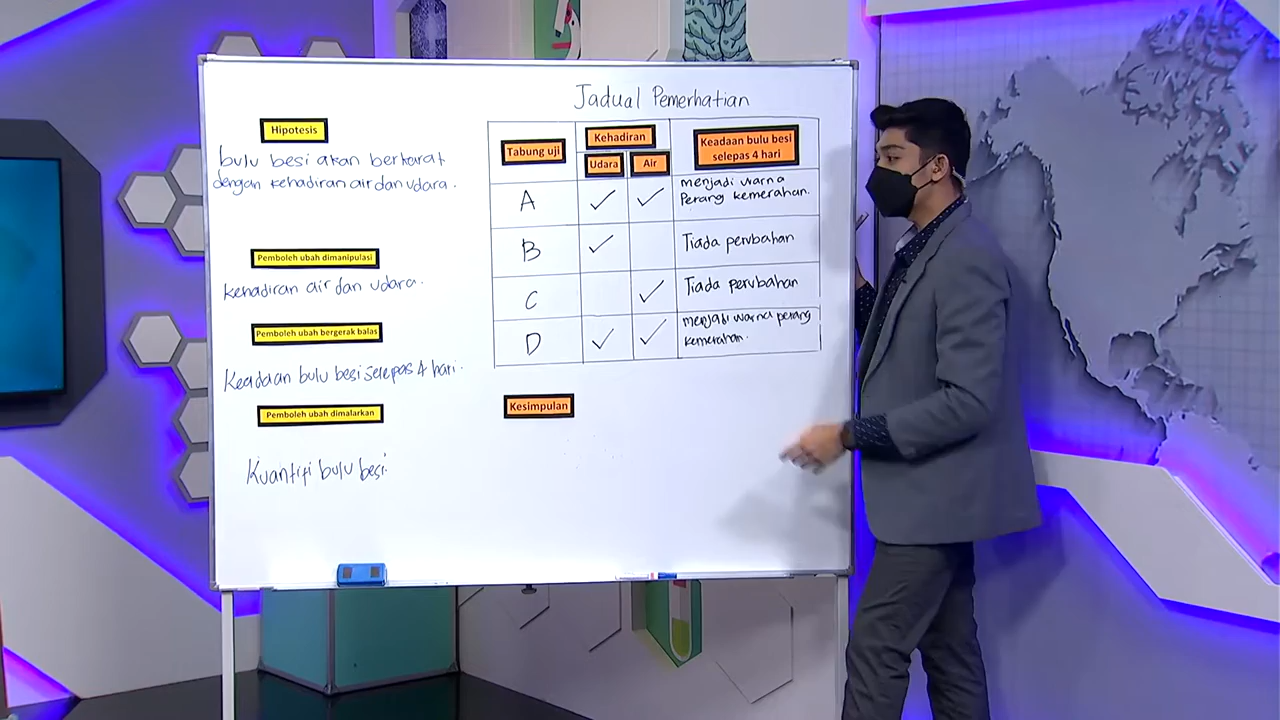 Hipotesis
bulu besi akan berkarat
dengan kehadiran air dan udara.
Pemboleh ubah dimanipulasi
kehadiran air dan udara.
Pemboleh ubah bergerak balas
Keadaan bulu besi selepas 4 hari.
Pemboleh ubah dimalarkan
Kuantiti bulu besi.
Jadual Pemerhatian
Tabung uji
Kehadiran
Udara
Air
Keadaan bulu besi
selepas 4 hari
A ✓ ✓ menjadi warna
Perang kemerahan.
B ✓ Tiada perubahan
C ✓ Tiada perubahan
D ✓ ✓ menjadi warna perang
kemerahan.
Kesimpulan